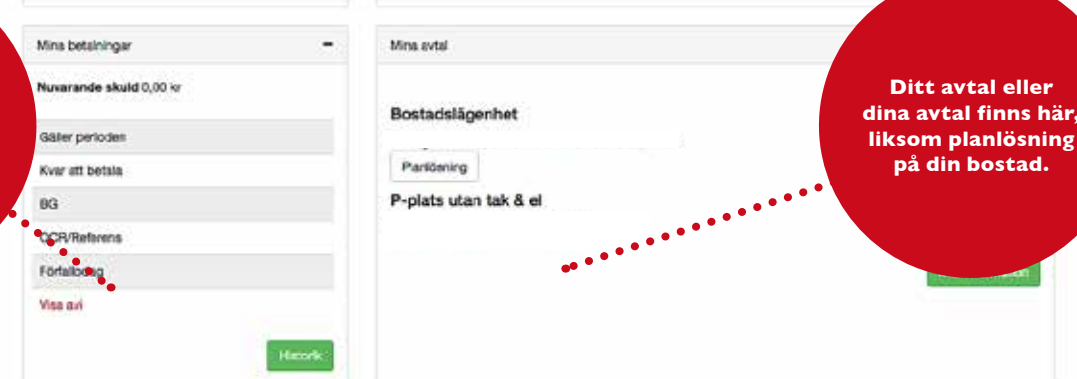 Mina betalningar
Nuvarande skuld 0,00 kr
Gäller perioden
Kvar att betala
BG
OCR/Referens
Förfallodag
Visa avi
Historik
Mina avtal
Bostadslägenhet
Planlösning
P-plats utan tak & el
Ditt avtal eller
dina avtal finns här,
liksom planlösning
på din bostad.